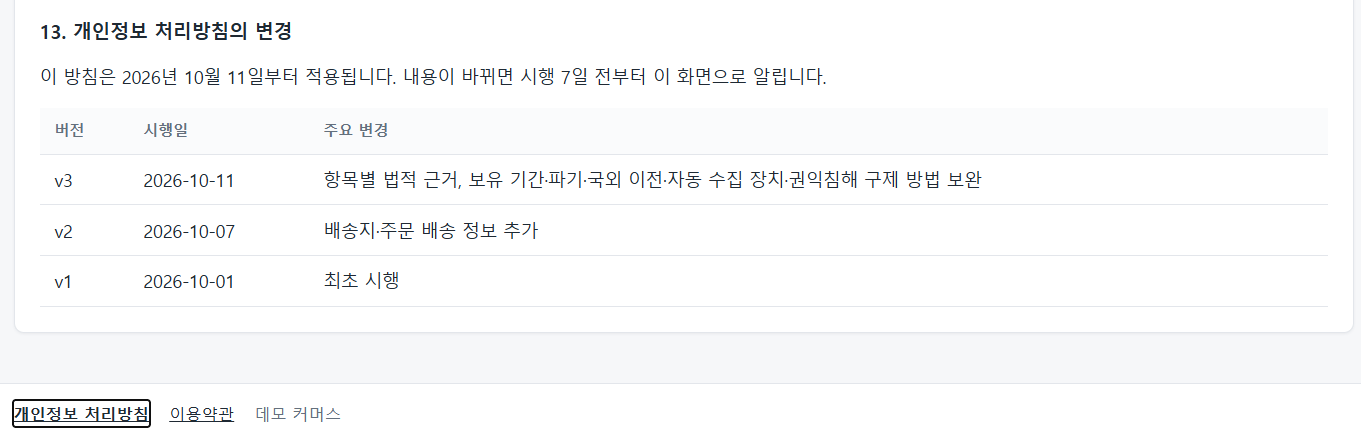 13. 개인정보 처리방침의 변경
이 방침은 2026년 10월 11일부터 적용됩니다. 내용이 바뀌면 시행 7일 전부터 이 화면으로 알립니다.
버전 시행일 주요 변경
v3 2026-10-11 항목별 법적 근거, 보유 기간·파기·국외 이전·자동 수집 장치·권익침해 구제 방법 보완
v2 2026-10-07 배송지·주문 배송 정보 추가
v1 2026-10-01 최초 시행
개인정보 처리방침 이용약관 데모 커머스